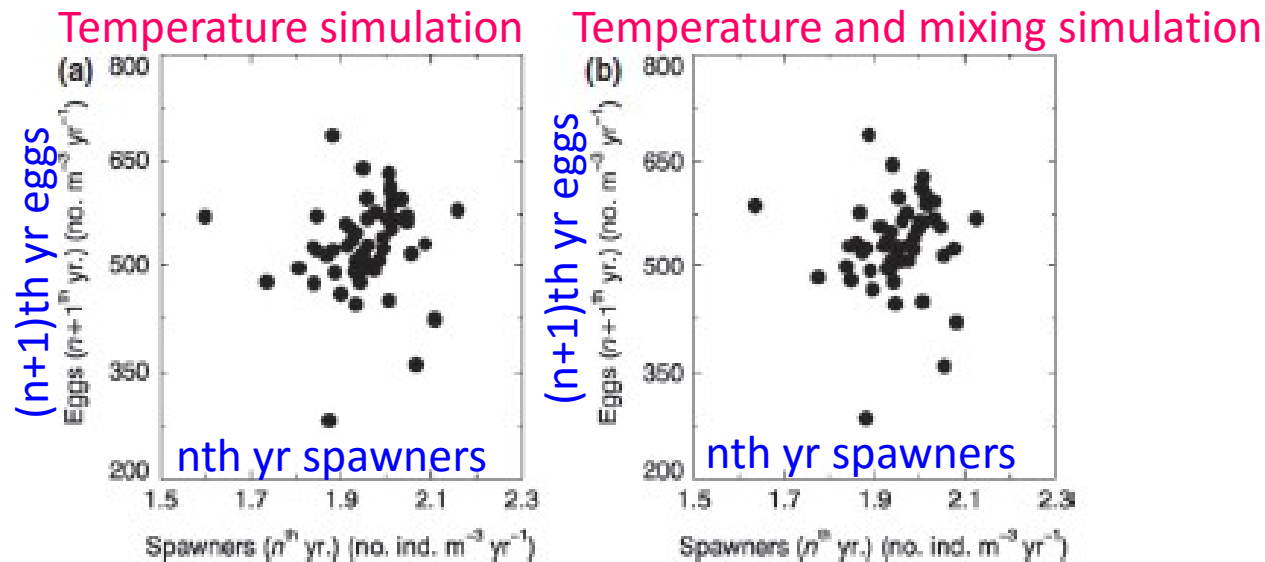 Temperature simulation
Temperature and mixing simulation
(a)
(n+1)th yr eggs
Eggs (n+1ᵗʰ yr.) (no. m⁻³ yr⁻¹)
800
650
500
350
200
nth yr spawners
1.5 1.7 1.9 2.1 2.3
Spawners (nᵗʰ yr.) (no. ind. m⁻³ yr⁻¹)
(b)
(n+1)th yr eggs
Eggs (n+1ᵗʰ yr.) (no. m⁻³ yr⁻¹)
800
650
500
350
200
nth yr spawners
1.5 1.7 1.9 2.1 2.3
Spawners (nᵗʰ yr.) (no. ind. m⁻³ yr⁻¹)